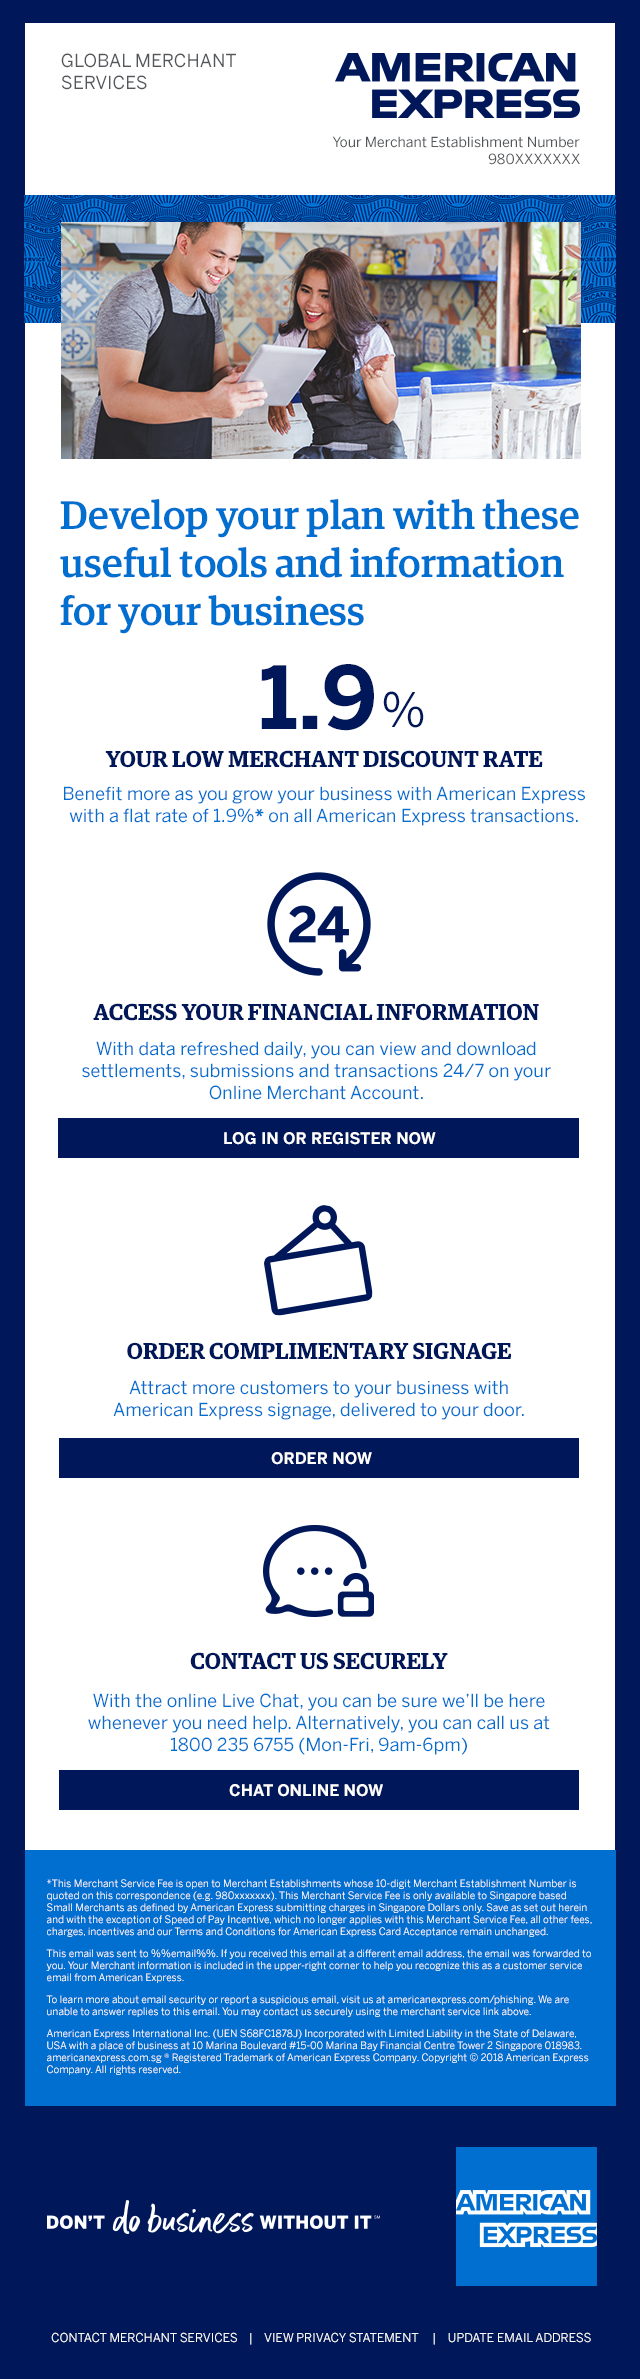 GLOBAL MERCHANT
SERVICES
AMERICAN
EXPRESS
Your Merchant Establishment Number
980XXXXXXX
Develop your plan with these
useful tools and information
for your business
1.9%
YOUR LOW MERCHANT DISCOUNT RATE
Benefit more as you grow your business with American Express
with a flat rate of 1.9%* on all American Express transactions.
24
ACCESS YOUR FINANCIAL INFORMATION
With data refreshed daily, you can view and download
settlements, submissions and transactions 24/7 on your
Online Merchant Account.
LOG IN OR REGISTER NOW
ORDER COMPLIMENTARY SIGNAGE
Attract more customers to your business with
American Express signage, delivered to your door.
ORDER NOW
CONTACT US SECURELY
With the online Live Chat, you can be sure we'll be here
whenever you need help. Alternatively, you can call us at
1800 235 6755 (Mon-Fri, 9am-6pm)
CHAT ONLINE NOW
*This Merchant Service Fee is open to Merchant Establishments whose 10-digit Merchant Establishment Number is
quoted on this correspondence (e.g. 980xxxxxxx). This Merchant Service Fee is only available to Singapore based
Small Merchants as defined by American Express submitting charges in Singapore Dollars only. Save as set out herein
and with the exception of Speed of Pay Incentive, which no longer applies with this Merchant Service Fee, all other fees,
charges, incentives and our Terms and Conditions for American Express Card Acceptance remain unchanged.
This email was sent to %%email%%. If you received this email at a different email address, the email was forwarded to
you. Your Merchant information is included in the upper-right corner to help you recognize this as a customer service
email from American Express.
To learn more about email security or report a suspicious email, visit us at americanexpress.com/phishing. We are
unable to answer replies to this email. You may contact us securely using the merchant service link above.
American Express International Inc. (UEN S68FC1878J) Incorporated with Limited Liability in the State of Delaware,
USA with a place of business at 10 Marina Boulevard #15-00 Marina Bay Financial Centre Tower 2 Singapore 018983.
americanexpress.com.sg ® Registered Trademark of American Express Company. Copyright © 2018 American Express
Company. All rights reserved.
DON'T do business WITHOUT IT℠
AMERICAN
EXPRESS
CONTACT MERCHANT SERVICES | VIEW PRIVACY STATEMENT | UPDATE EMAIL ADDRESS